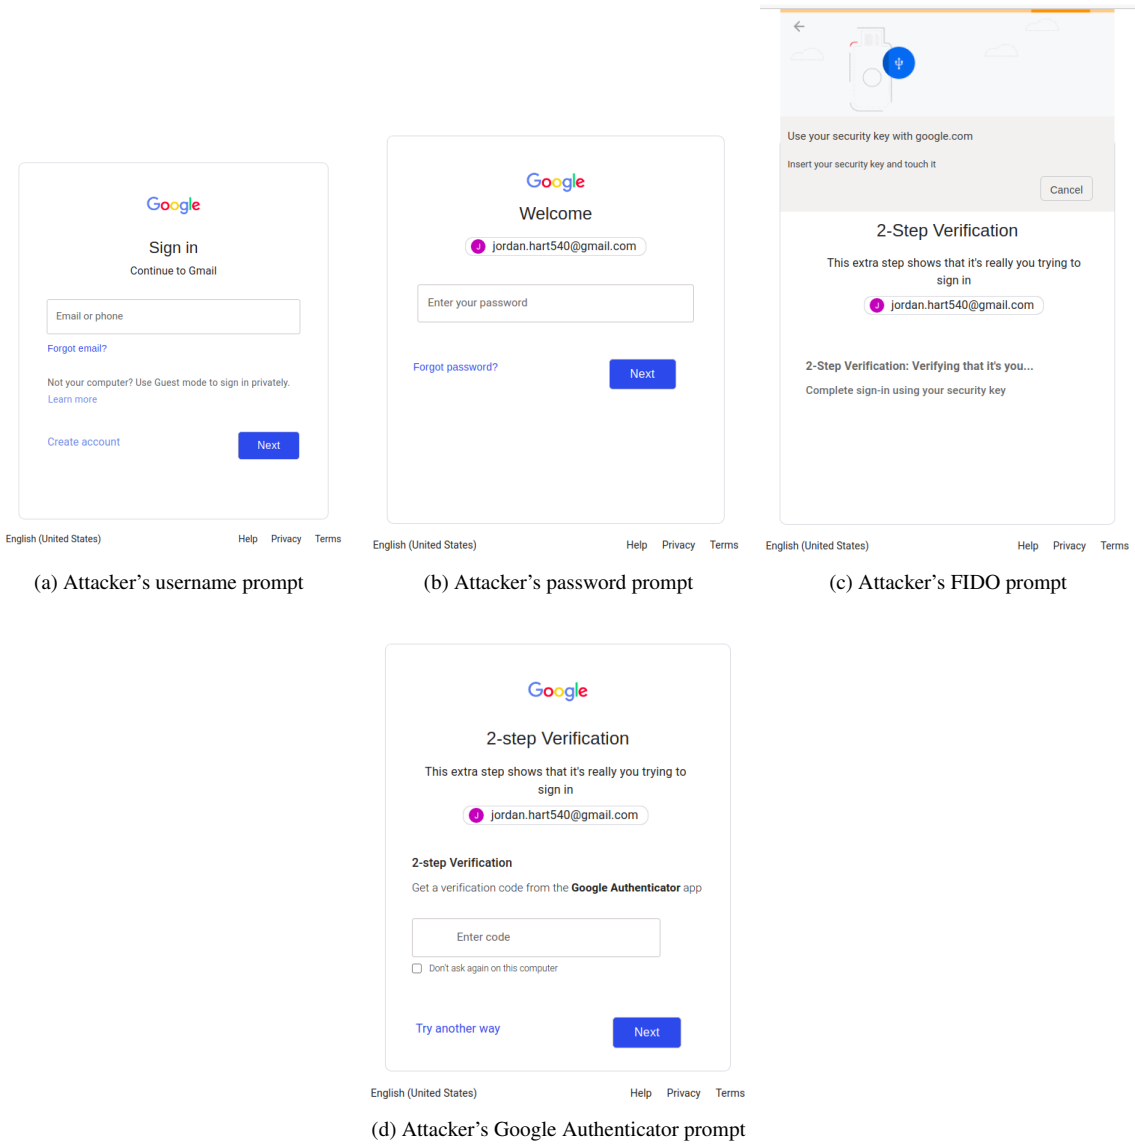 Google
Sign in
Continue to Gmail
Email or phone
Forgot email?
Not your computer? Use Guest mode to sign in privately.
Learn more
Create account
Next
English (United States)
Help Privacy Terms
(a) Attacker's username prompt
Google
Welcome
J jordan.hart540@gmail.com
Enter your password
Forgot password?
Next
English (United States)
Help Privacy Terms
(b) Attacker's password prompt
Use your security key with google.com
Insert your security key and touch it
Cancel
2-Step Verification
This extra step shows that it's really you trying to
sign in
J jordan.hart540@gmail.com
2-Step Verification: Verifying that it's you...
Complete sign-in using your security key
English (United States)
Help Privacy Terms
(c) Attacker's FIDO prompt
Google
2-step Verification
This extra step shows that it's really you trying to
sign in
J jordan.hart540@gmail.com
2-step Verification
Get a verification code from the Google Authenticator app
Enter code
Don't ask again on this computer
Try another way
Next
English (United States)
Help Privacy Terms
(d) Attacker's Google Authenticator prompt